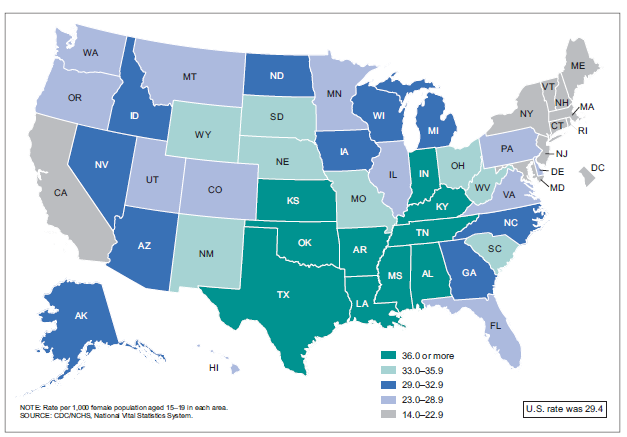 WA
ME
MT
ND
VT
MN
NH
OR
MA
ID
SD
WI
NY
MI
CT
RI
WY
IA
PA
NE
NJ
OH
NV
IL
IN
DE
DC
UT
MD
CO
WV
CA
VA
KS
MO
KY
NC
TN
AZ
OK
NM
AR
SC
MS
AL
GA
TX
LA
AK
FL
HI
36.0 or more
33.0–35.9
29.0–32.9
23.0–28.9
14.0–22.9
NOTE: Rate per 1,000 female population aged 15–19 in each area.
SOURCE: CDC/NCHS, National Vital Statistics System.
U.S. rate was 29.4